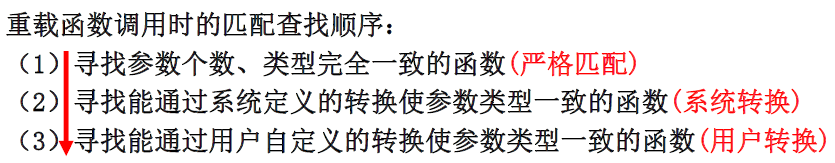 重载函数调用时的匹配查找顺序：
（1）寻找参数个数、类型完全一致的函数(严格匹配)
（2）寻找能通过系统定义的转换使参数类型一致的函数(系统转换)
（3）寻找能通过用户自定义的转换使参数类型一致的函数(用户转换)